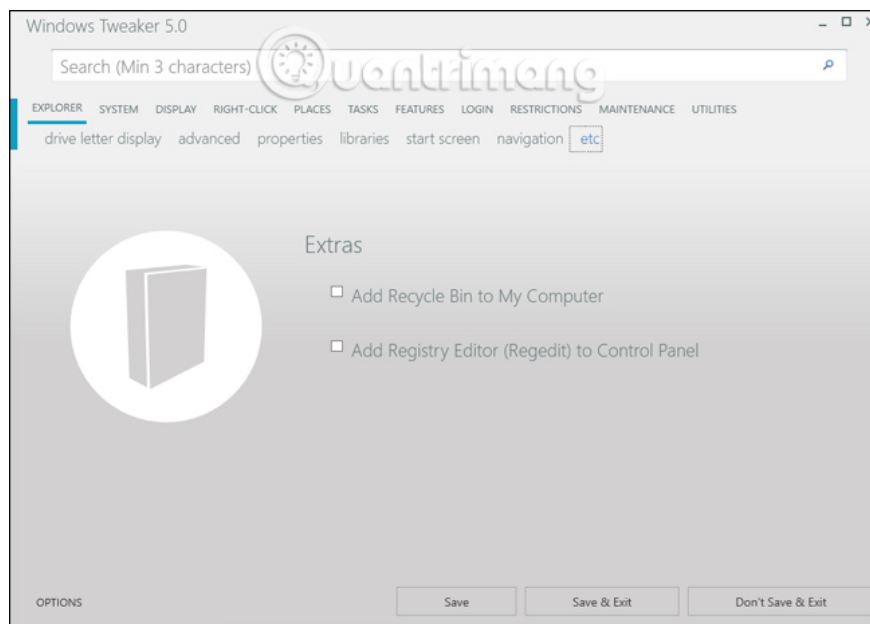 Windows Tweaker 5.0
Search (Min 3 characters)
Quantrimang
EXPLORER SYSTEM DISPLAY RIGHT-CLICK PLACES TASKS FEATURES LOGIN RESTRICTIONS MAINTENANCE UTILITIES
drive letter display advanced properties libraries start screen navigation etc
Extras
Add Recycle Bin to My Computer
Add Registry Editor (Regedit) to Control Panel
OPTIONS Save Save & Exit Don't Save & Exit